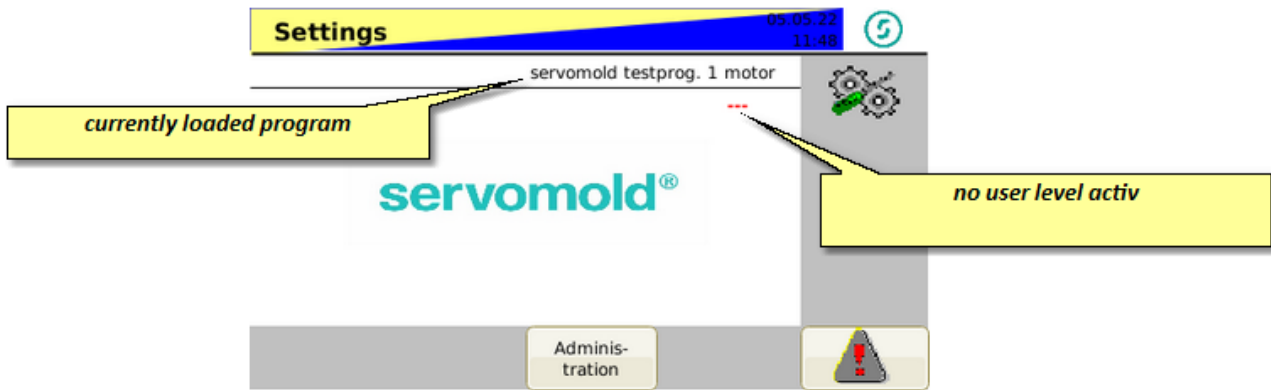 Settings
05.05.22
11:48
servomold testprog. 1 motor
currently loaded program
---
servomold®
no user level activ
Adminis-
tration